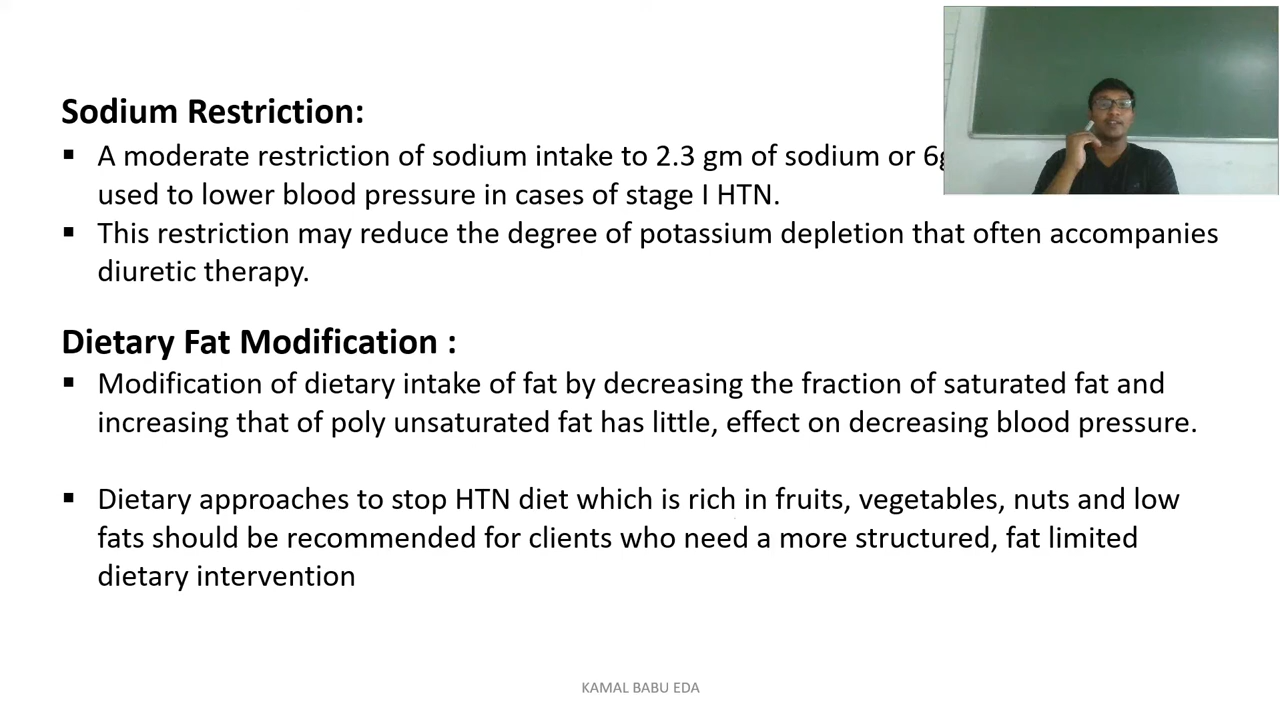 Sodium Restriction:
▪ A moderate restriction of sodium intake to 2.3 gm of sodium or
used to lower blood pressure in cases of stage I HTN.
▪ This restriction may reduce the degree of potassium depletion that often accompanies
diuretic therapy.
Dietary Fat Modification :
▪ Modification of dietary intake of fat by decreasing the fraction of saturated fat and
increasing that of poly unsaturated fat has little, effect on decreasing blood pressure.
▪ Dietary approaches to stop HTN diet which is rich in fruits, vegetables, nuts and low
fats should be recommended for clients who need a more structured, fat limited
dietary intervention
KAMAL BABU EDA